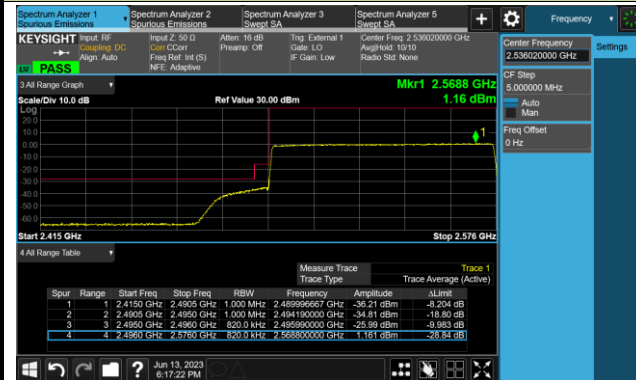 Spectrum Analyzer 1
Spurious Emissions
Spectrum Analyzer 2
Spurious Emissions
Spectrum Analyzer 3
Swept SA
Spectrum Analyzer 5
Swept SA
+
Frequency
KEYSIGHT
Input: RF
Coupling: DC
Align: Auto
Input Z: 50 Ω
Corr CCorr
Freq Ref: Int (S)
NFE: Adaptive
Atten: 16 dB
Preamp: Off
Trig: External 1
Gate: LO
IF Gain: Low
Center Freq: 2.536020000 GHz
Avg|Hold: 10/10
Radio Std: None
PASS
Center Frequency
2.536020000 GHz
Settings
CF Step
5.000000 MHz
Auto
Man
Freq Offset
0 Hz
3 All Range Graph
Mkr1 2.5688 GHz
Scale/Div 10.0 dB
Ref Value 30.00 dBm
1.16 dBm
Log
20.0
10.0
0.00
-10.0
-20.0
-30.0
-40.0
-50.0
-60.0
1
Start 2.415 GHz
Stop 2.576 GHz
4 All Range Table
Measure Trace Trace 1
Trace Type Trace Average (Active)
Spur Range Start Freq Stop Freq RBW Frequency Amplitude ΔLimit
1 1 2.4150 GHz 2.4905 GHz 1.000 MHz 2.489996667 GHz -36.21 dBm -8.204 dB
2 2 2.4905 GHz 2.4950 GHz 1.000 MHz 2.494190000 GHz -34.81 dBm -18.80 dB
3 3 2.4950 GHz 2.4960 GHz 820.0 kHz 2.495990000 GHz -25.99 dBm -9.983 dB
4 4 2.4960 GHz 2.5760 GHz 820.0 kHz 2.568800000 GHz 1.161 dBm -28.84 dB
?
Jun 13, 2023
6:17:22 PM